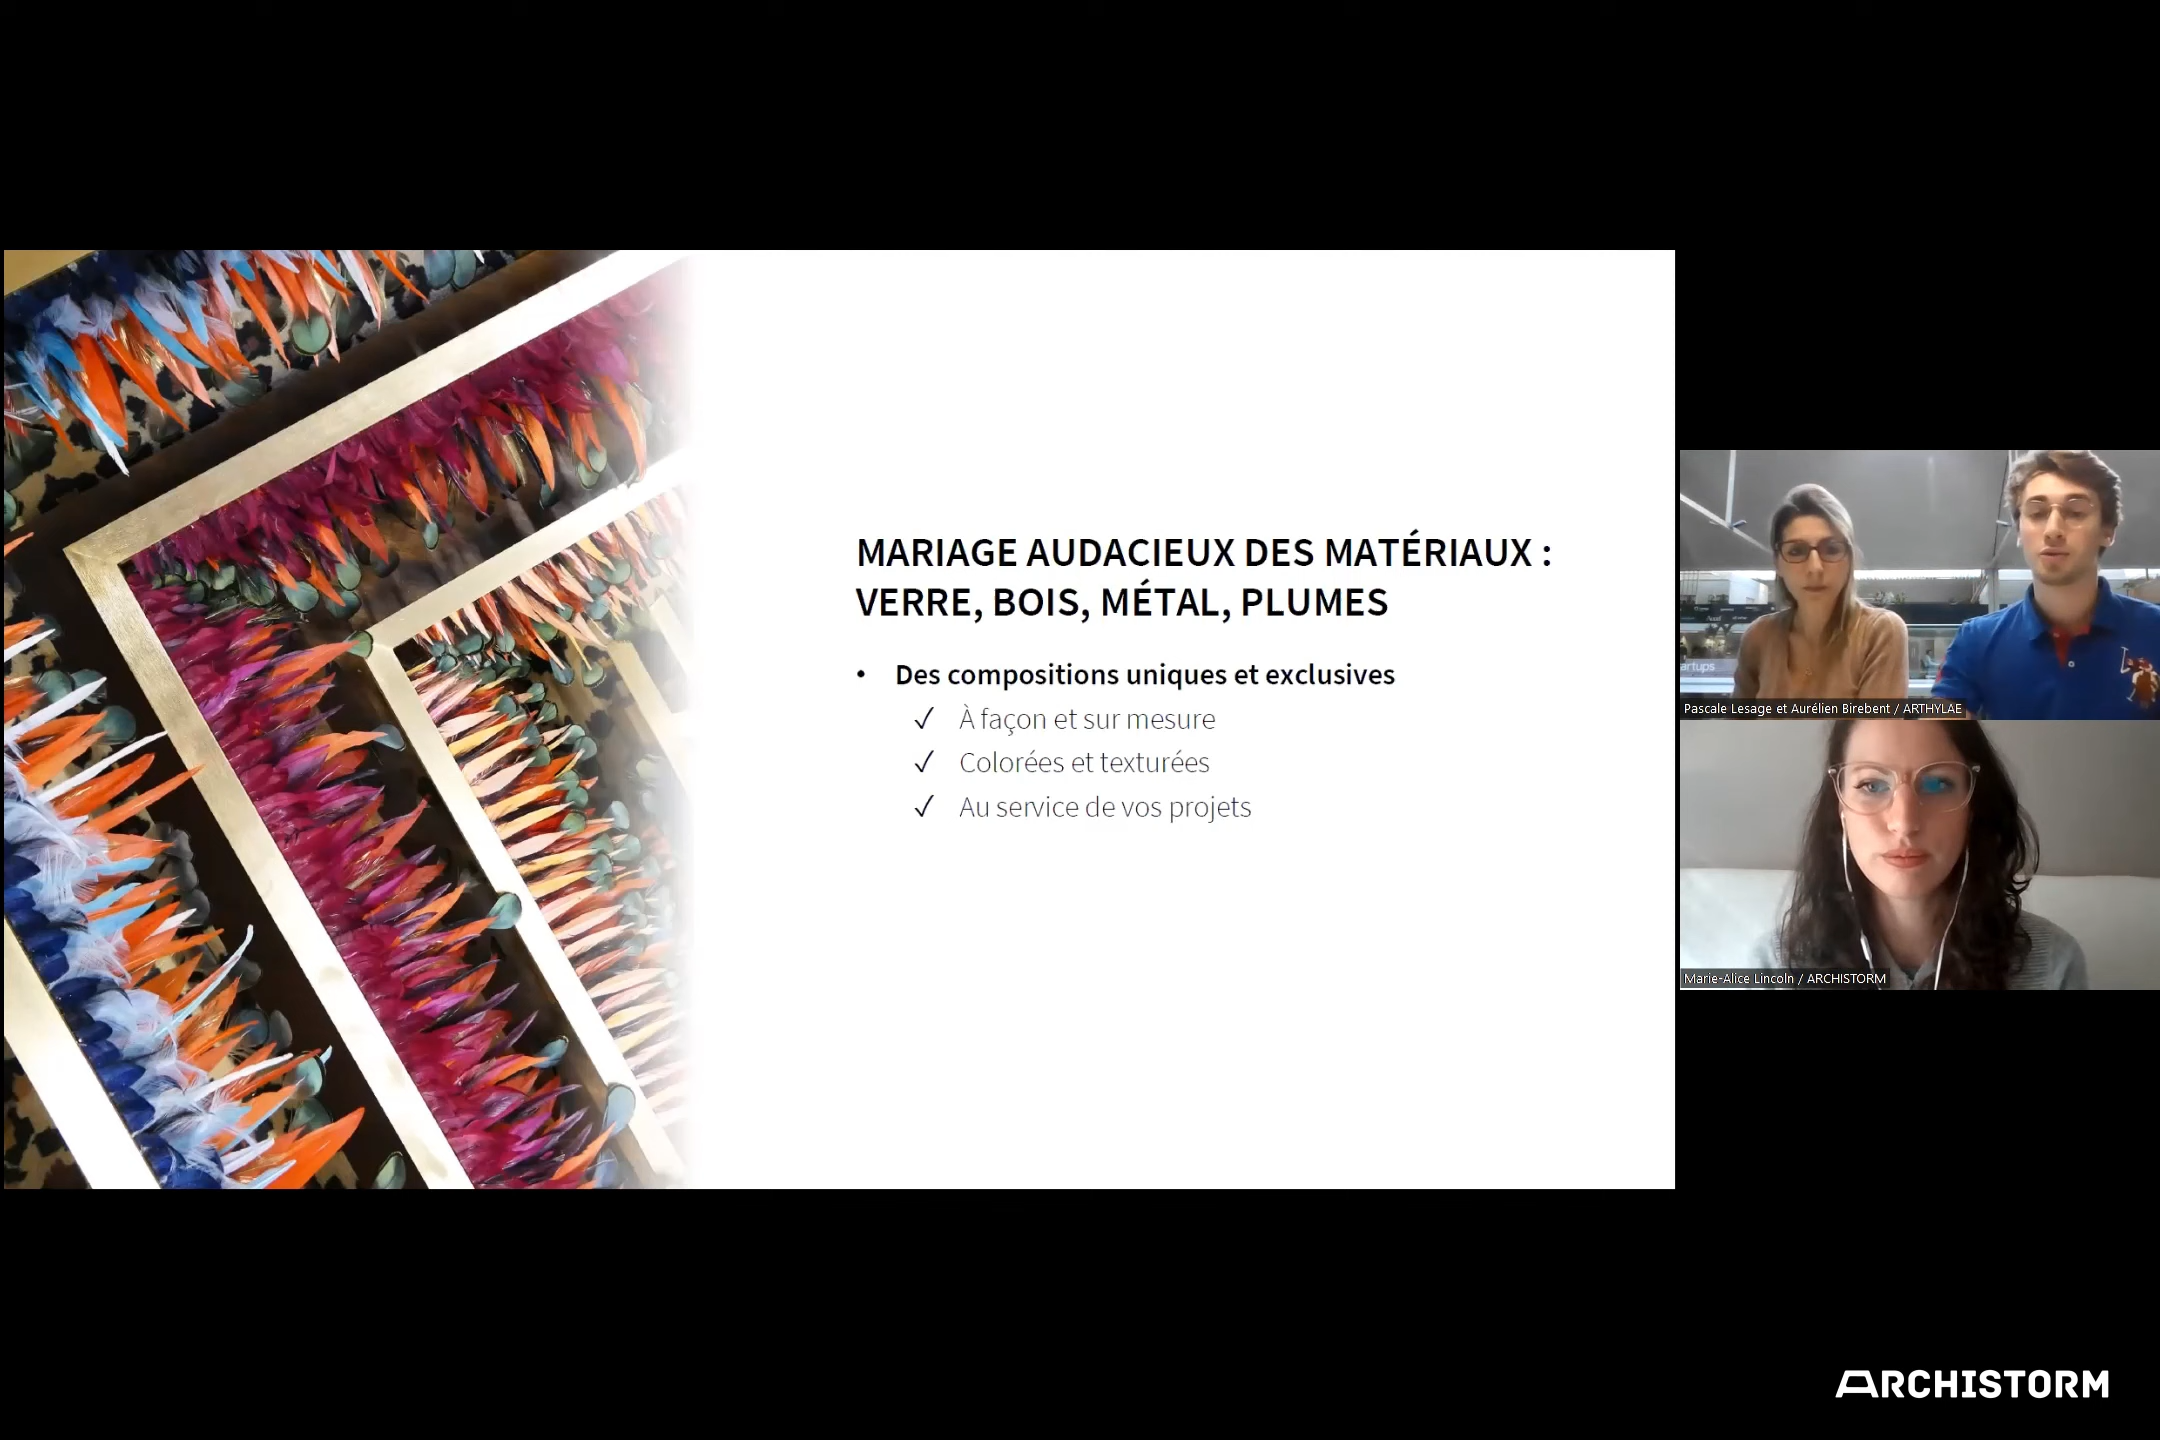 MARIAGE AUDACIEUX DES MATÉRIAUX :
VERRE, BOIS, MÉTAL, PLUMES
• Des compositions uniques et exclusives
✓ À façon et sur mesure
✓ Colorées et texturées
✓ Au service de vos projets
artups
Pascale Lesage et Aurélien Birebent / ARTHYLAE
Marie-Alice Lincoln / ARCHISTORM
ARCHISTORM